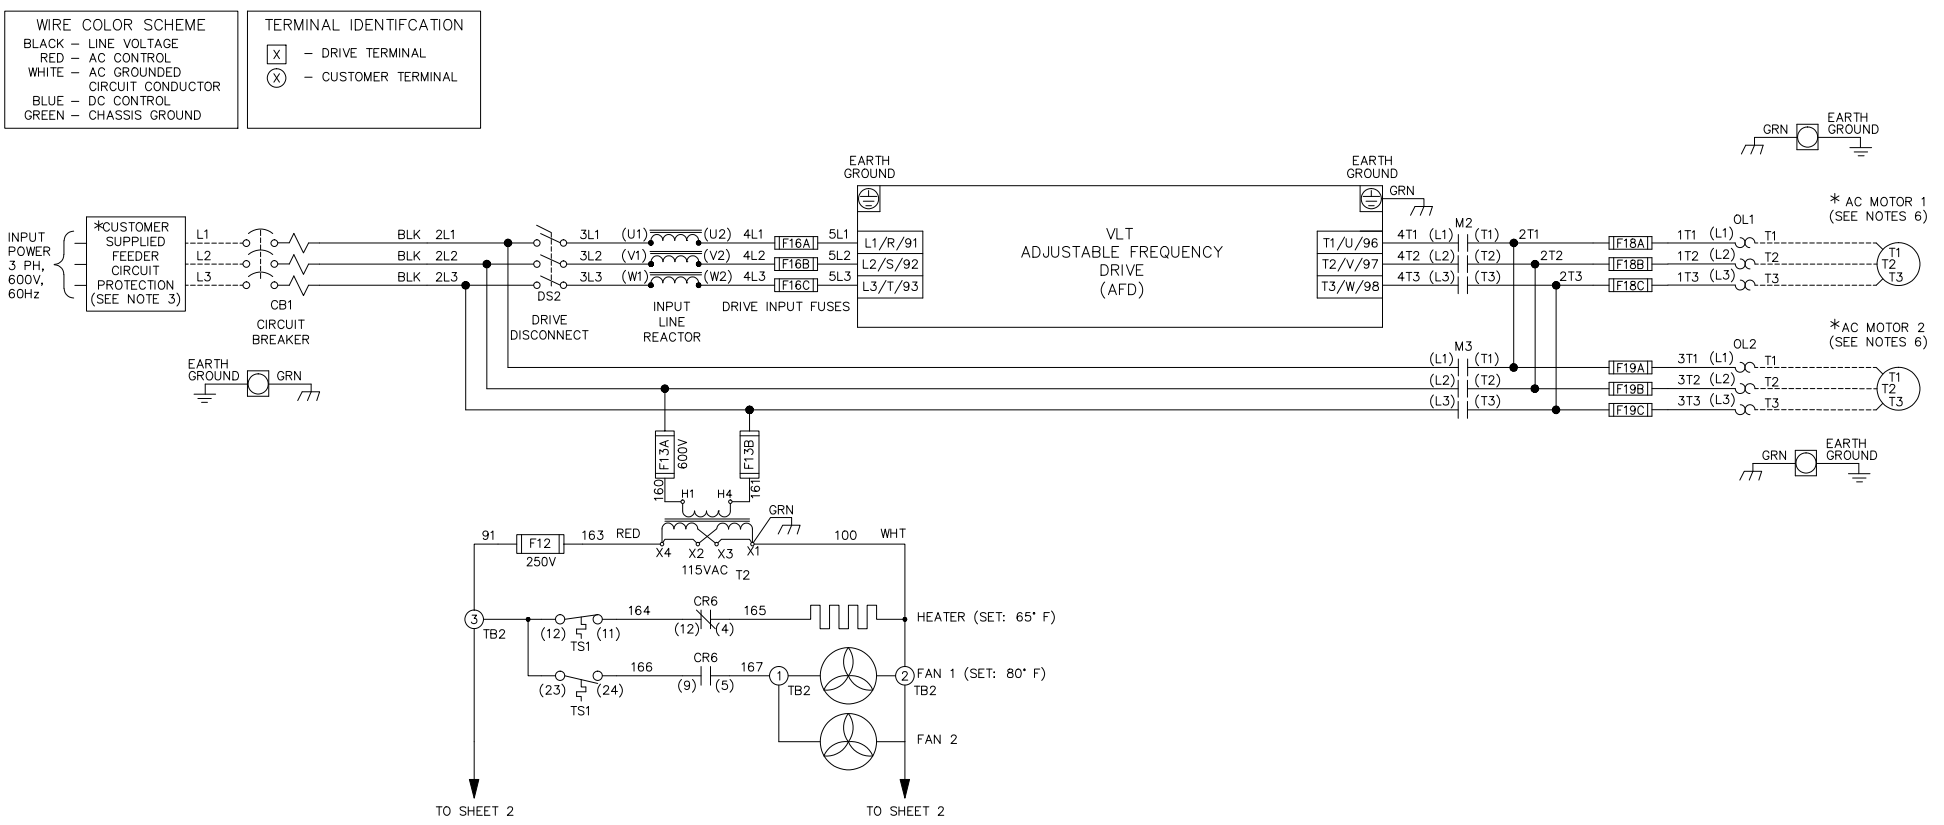 WIRE COLOR SCHEME
BLACK – LINE VOLTAGE
RED – AC CONTROL
WHITE – AC GROUNDED
CIRCUIT CONDUCTOR
BLUE – DC CONTROL
GREEN – CHASSIS GROUND
TERMINAL IDENTIFCATION
X – DRIVE TERMINAL
X – CUSTOMER TERMINAL
GRN
EARTH
GROUND
EARTH
GROUND
EARTH
GROUND
GRN
INPUT
POWER
3 PH,
600V,
60Hz
*CUSTOMER
SUPPLIED
FEEDER
CIRCUIT
PROTECTION
(SEE NOTE 3)
L1
L2
L3
CB1
CIRCUIT
BREAKER
BLK 2L1
BLK 2L2
BLK 2L3
DS2
DRIVE
DISCONNECT
3L1 (U1) (U2) 4L1 F16A 5L1
3L2 (V1) (V2) 4L2 F16B 5L2
3L3 (W1) (W2) 4L3 F16C 5L3
INPUT
LINE
REACTOR
DRIVE INPUT FUSES
L1/R/91
L2/S/92
L3/T/93
VLT
ADJUSTABLE FREQUENCY
DRIVE
(AFD)
T1/U/96
T2/V/97
T3/W/98
M2
4T1 (L1) (T1) 2T1 F18A 1T1 (L1) T1
4T2 (L2) (T2) 2T2 F18B 1T2 (L2) T2
4T3 (L3) (T3) 2T3 F18C 1T3 (L3) T3
OL1
* AC MOTOR 1
(SEE NOTES 6)
T1
T2
T3
M3
(L1) (T1) F19A 3T1 (L1) T1
(L2) (T2) F19B 3T2 (L2) T2
(L3) (T3) F19C 3T3 (L3) T3
OL2
*AC MOTOR 2
(SEE NOTES 6)
T1
T2
T3
EARTH
GROUND
GRN
GRN
EARTH
GROUND
F13A
600V
F13B
160
161
H1 H4
GRN
91 F12 163 RED
250V
X4 X2 X3 X1
115VAC T2
100 WHT
3
TB2
(12) (11)
TS1
164
CR6
(12) (4)
165
HEATER (SET: 65° F)
(23) (24)
TS1
166
CR6
(9) (5)
167
1
TB2
2
TB2
FAN 1 (SET: 80° F)
FAN 2
TO SHEET 2
TO SHEET 2